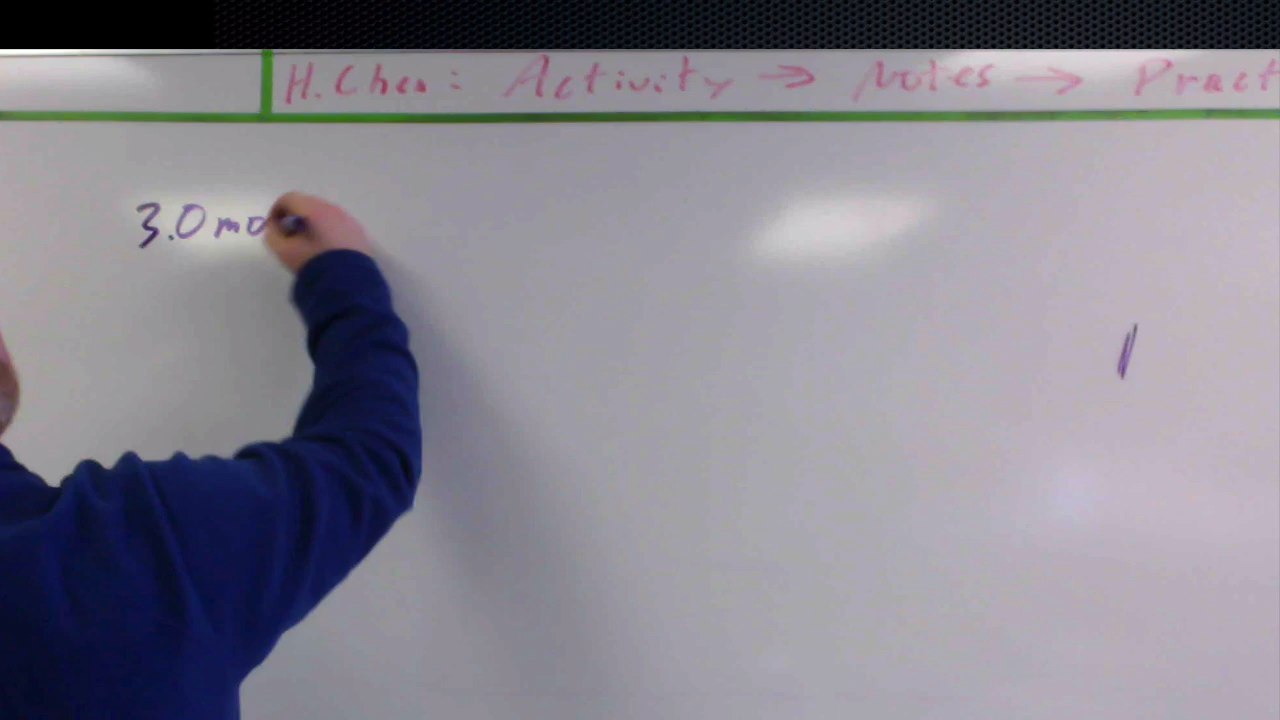 H. Chem: Activity → Notes → Pract
3.0 mo